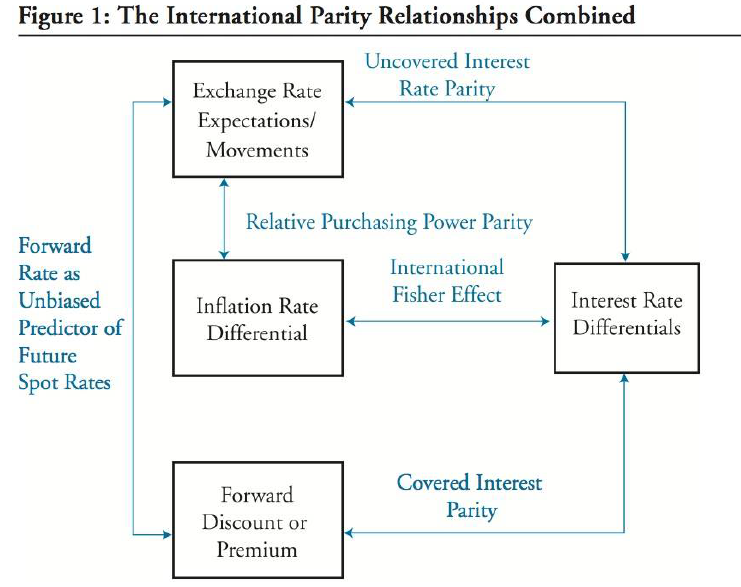 Figure 1: The International Parity Relationships Combined
Uncovered Interest
Rate Parity
Exchange Rate
Expectations/
Movements
Relative Purchasing Power Parity
Forward
Rate as
Unbiased
Predictor of
Future
Spot Rates
International
Fisher Effect
Inflation Rate
Differential
Interest Rate
Differentials
Covered Interest
Parity
Forward
Discount or
Premium